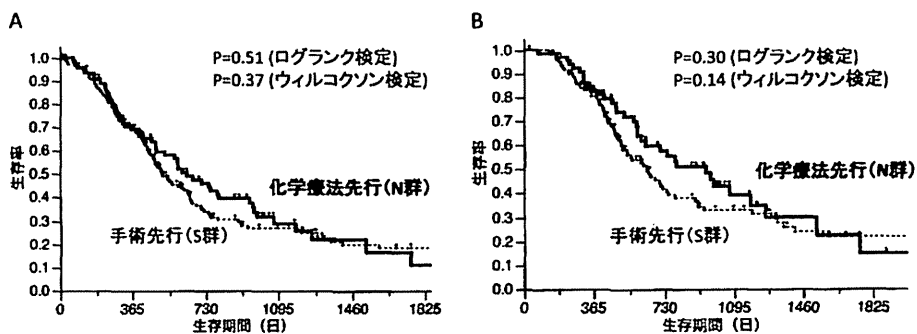 A
P=0.51 (ログランク検定)
P=0.37 (ウィルコクソン検定)
1.0
0.9
0.8
0.7
0.6
0.5
0.4
0.3
0.2
0.1
0.0
生存率
化学療法先行(N群)
手術先行(S群)
0 365 730 1095 1460 1825
生存期間 (日)
B
P=0.30 (ログランク検定)
P=0.14 (ウィルコクソン検定)
1.0
0.9
0.8
0.7
0.6
0.5
0.4
0.3
0.2
0.1
0.0
生存率
化学療法先行(N群)
手術先行(S群)
0 365 730 1095 1460 1825
生存期間 (日)